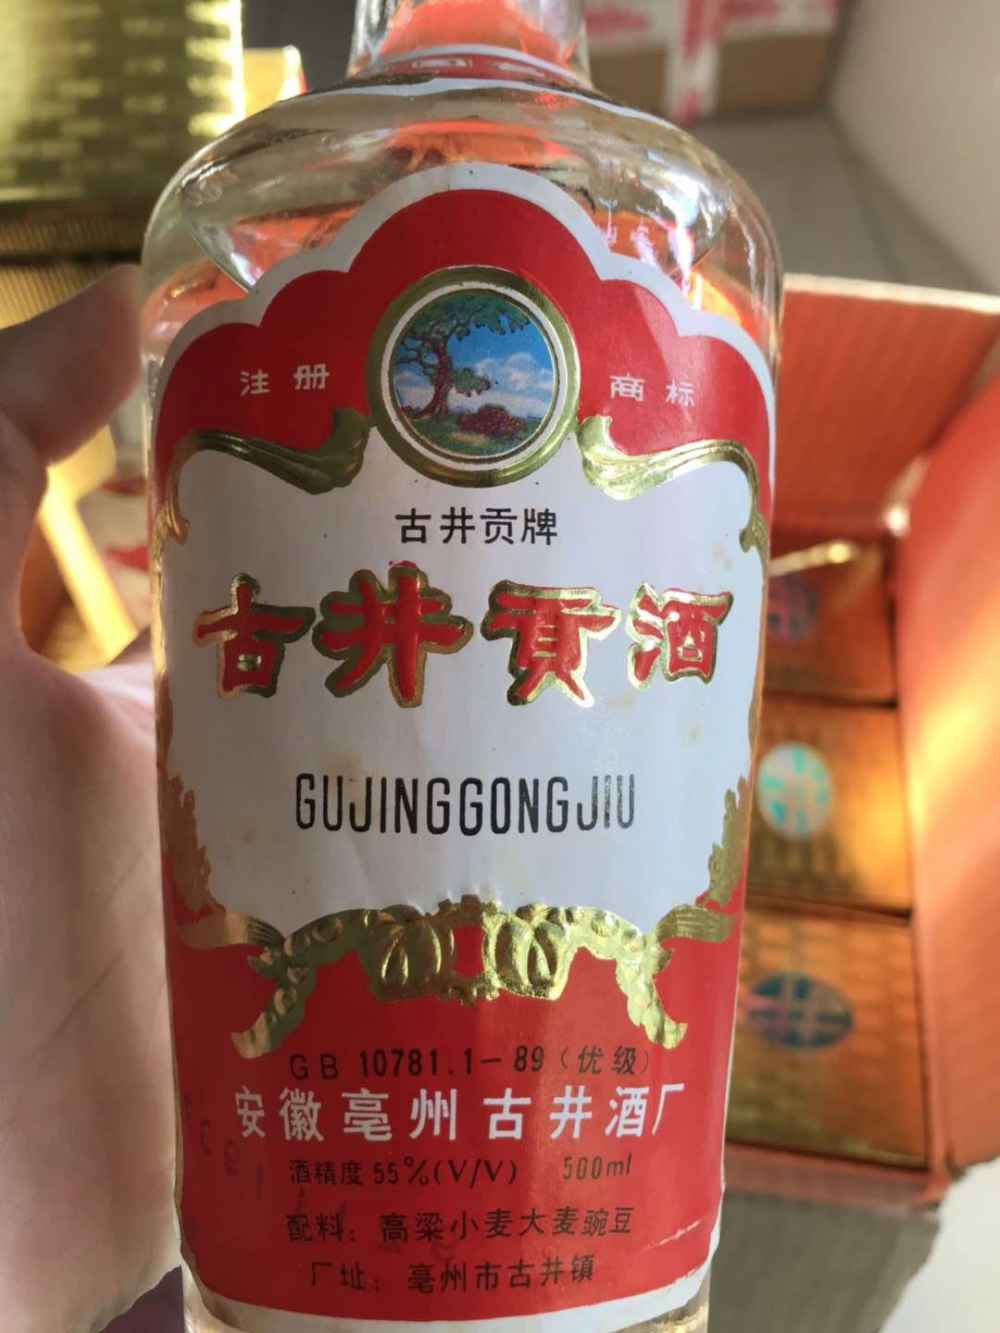 注册 商标
古井贡牌
古井贡酒
GUJINGGONGJIU
GB 10781.1-89(优级)
安徽亳州古井酒厂
酒精度 55%(V/V) 500ml
配料：高粱小麦大麦豌豆
厂址：亳州市古井镇